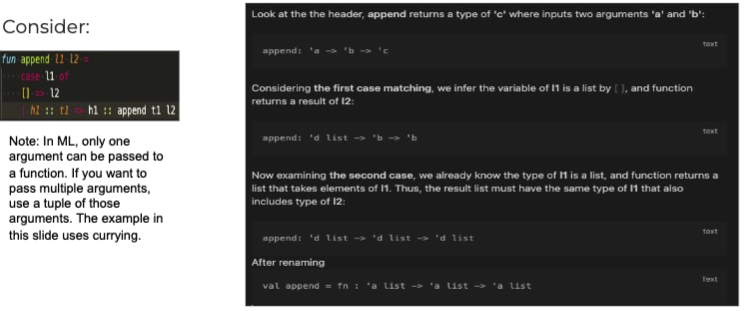 Consider:
fun append l1 l2 =
case l1 of
[] => l2
| h1 :: t1 => h1 :: append t1 l2
Note: In ML, only one
argument can be passed to
a function. If you want to
pass multiple arguments,
use a tuple of those
arguments. The example in
this slide uses currying.
Look at the the header, append returns a type of 'c' where inputs two arguments 'a' and 'b':
text
append: 'a -> 'b -> 'c
Considering the first case matching, we infer the variable of l1 is a list by [ ], and function
returns a result of l2:
text
append: 'd list -> 'b -> 'b
Now examining the second case, we already know the type of l1 is a list, and function returns a
list that takes elements of l1. Thus, the result list must have the same type of l1 that also
includes type of l2:
text
append: 'd list -> 'd list -> 'd list
After renaming
Text
val append = fn : 'a list -> 'a list -> 'a list